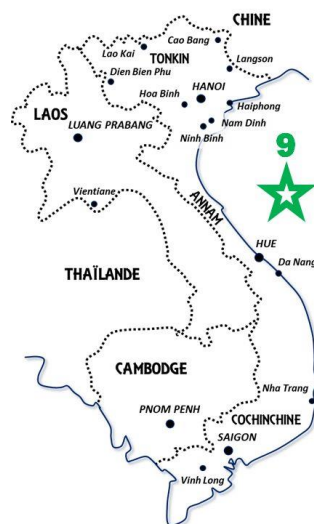 CHINE
Cao Bang
Lao Kai
TONKIN
Langson
Dien Bien Phu
Hoa Binh
HANOI
Haiphong
LAOS
Nam Dinh
LUANG PRABANG
Ninh Binh
9
Vientiane
ANNAM
HUE
Da Nang
THAÏLANDE
CAMBODGE
Nha Trang
PNOM PENH
COCHINCHINE
SAIGON
Vinh Long